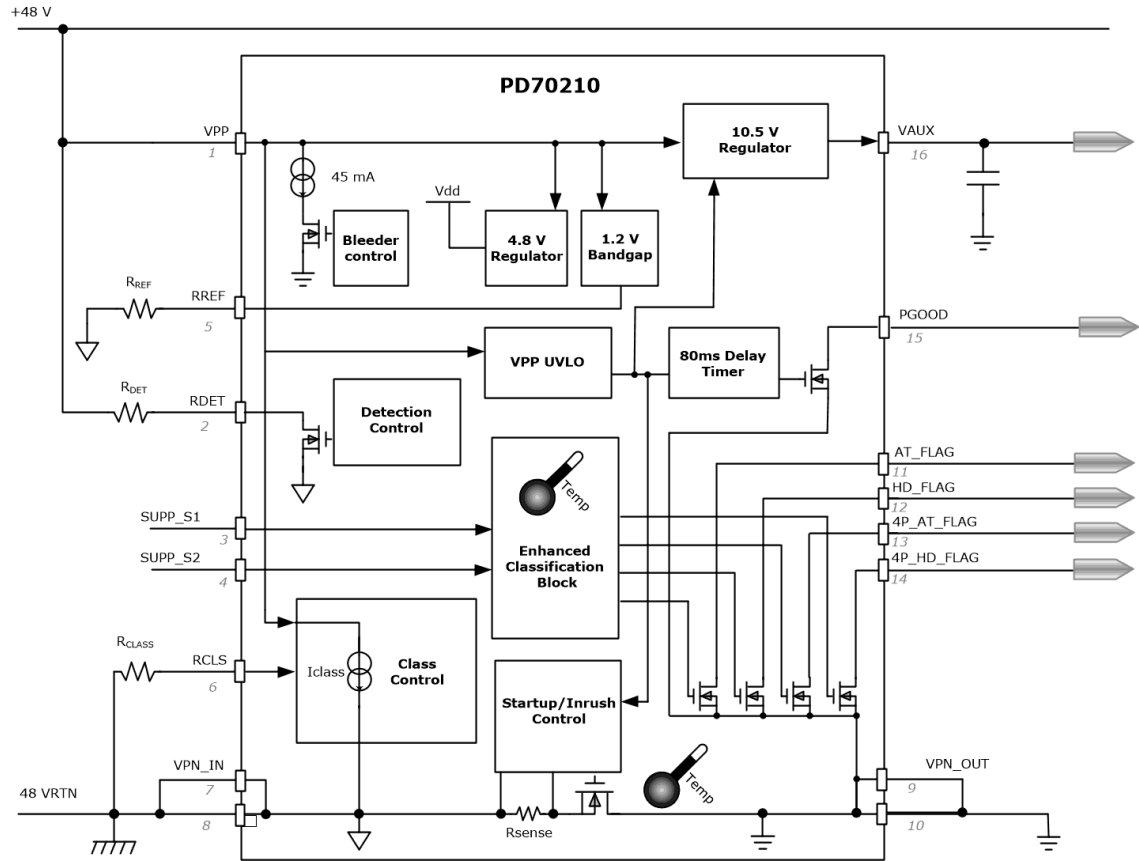 +48 V
PD70210
VPP
1
45 mA
Bleeder
control
Vdd
4.8 V
Regulator
1.2 V
Bandgap
10.5 V
Regulator
VAUX
16
RREF
RREF
5
VPP UVLO
80ms Delay
Timer
PGOOD
15
RDET
RDET
2
Detection
Control
AT_FLAG
11
HD_FLAG
12
4P_AT_FLAG
13
4P_HD_FLAG
14
SUPP_S1
3
SUPP_S2
4
Temp
Enhanced
Classification
Block
RCLASS
RCLS
6
Iclass
Class
Control
Startup/Inrush
Control
VPN_IN
7
48 VRTN
8
Rsense
Temp
VPN_OUT
9
10